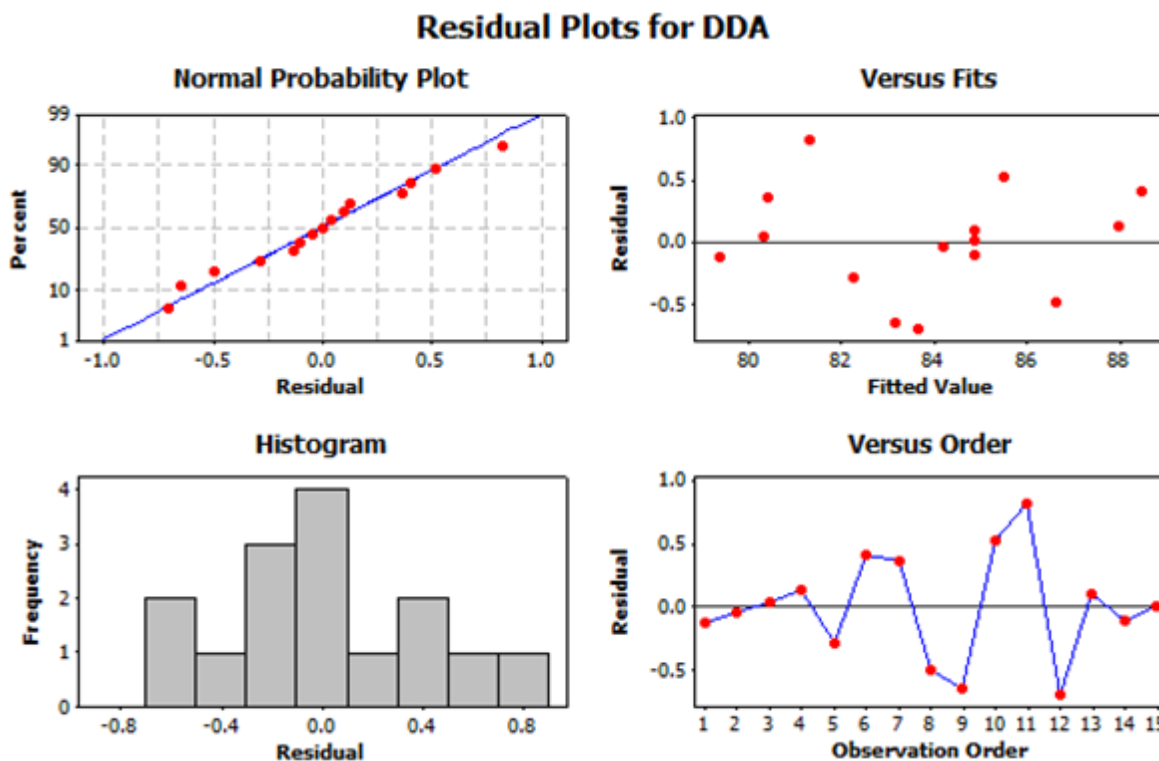 Residual Plots for DDA
Normal Probability Plot
Percent
99
90
50
10
1
-1.0 -0.5 0.0 0.5 1.0
Residual
Versus Fits
Residual
1.0
0.5
0.0
-0.5
80 82 84 86 88
Fitted Value
Histogram
Frequency
4
3
2
1
0
-0.8 -0.4 0.0 0.4 0.8
Residual
Versus Order
Residual
1.0
0.5
0.0
-0.5
1 2 3 4 5 6 7 8 9 10 11 12 13 14 15
Observation Order